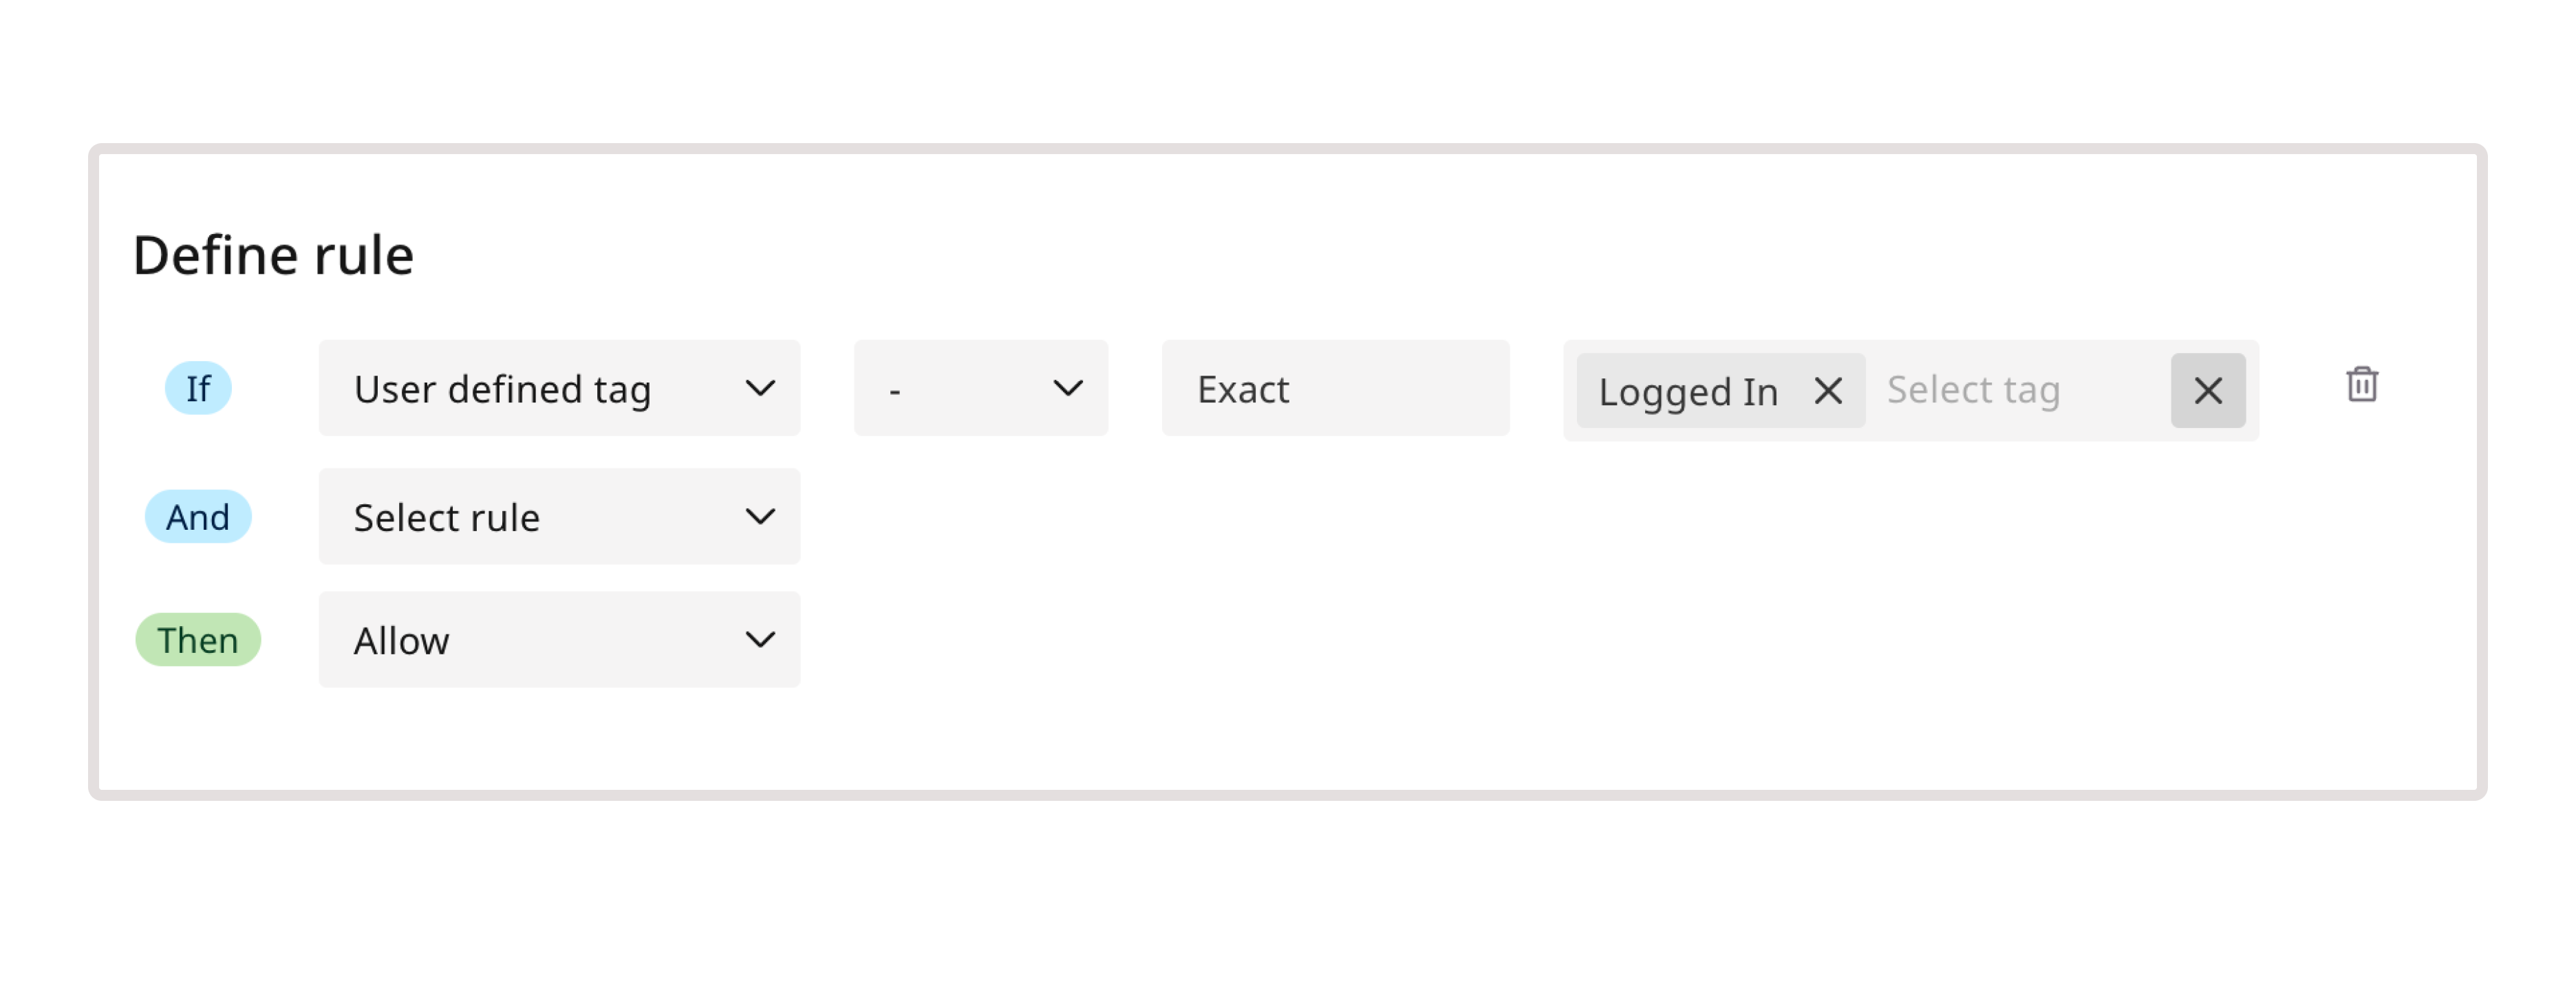 Define rule
If User defined tag - Exact Logged In Select tag
And Select rule
Then Allow